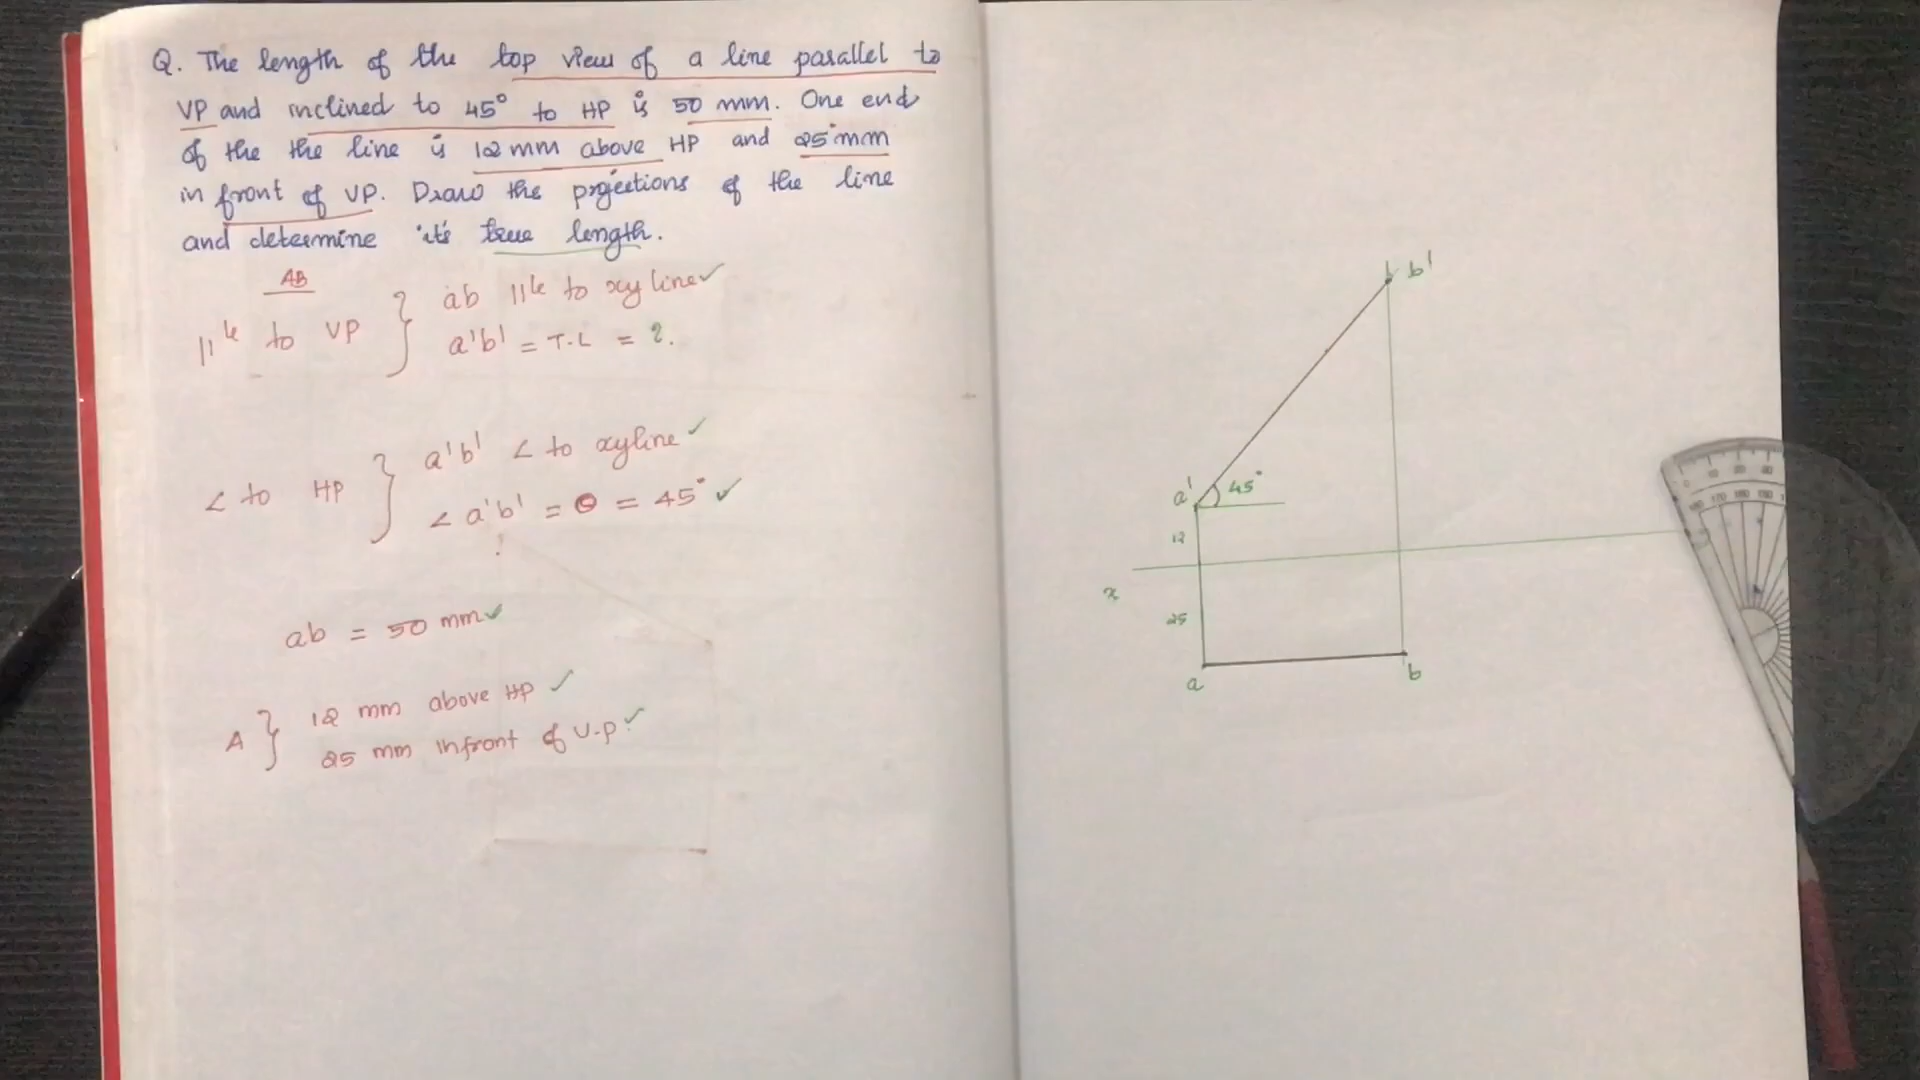 Q. The length of the top view of a line parallel to
VP and inclined to 45° to HP is 50 mm. One end
of the the line is 12 mm above HP and 25 mm
in front of VP. Draw the projections of the line
and determine it's true length.
AB
11le to VP } ab 11le to xy line ✓
a'b' = T.L = ?.
∠ to HP } a'b' ∠ to xyline ✓
∠ a'b' = θ = 45° ✓
ab = 50 mm ✓
A } 12 mm above HP ✓
25 mm infront of V.P ✓
b'
a' 45°
12
x
25
a b